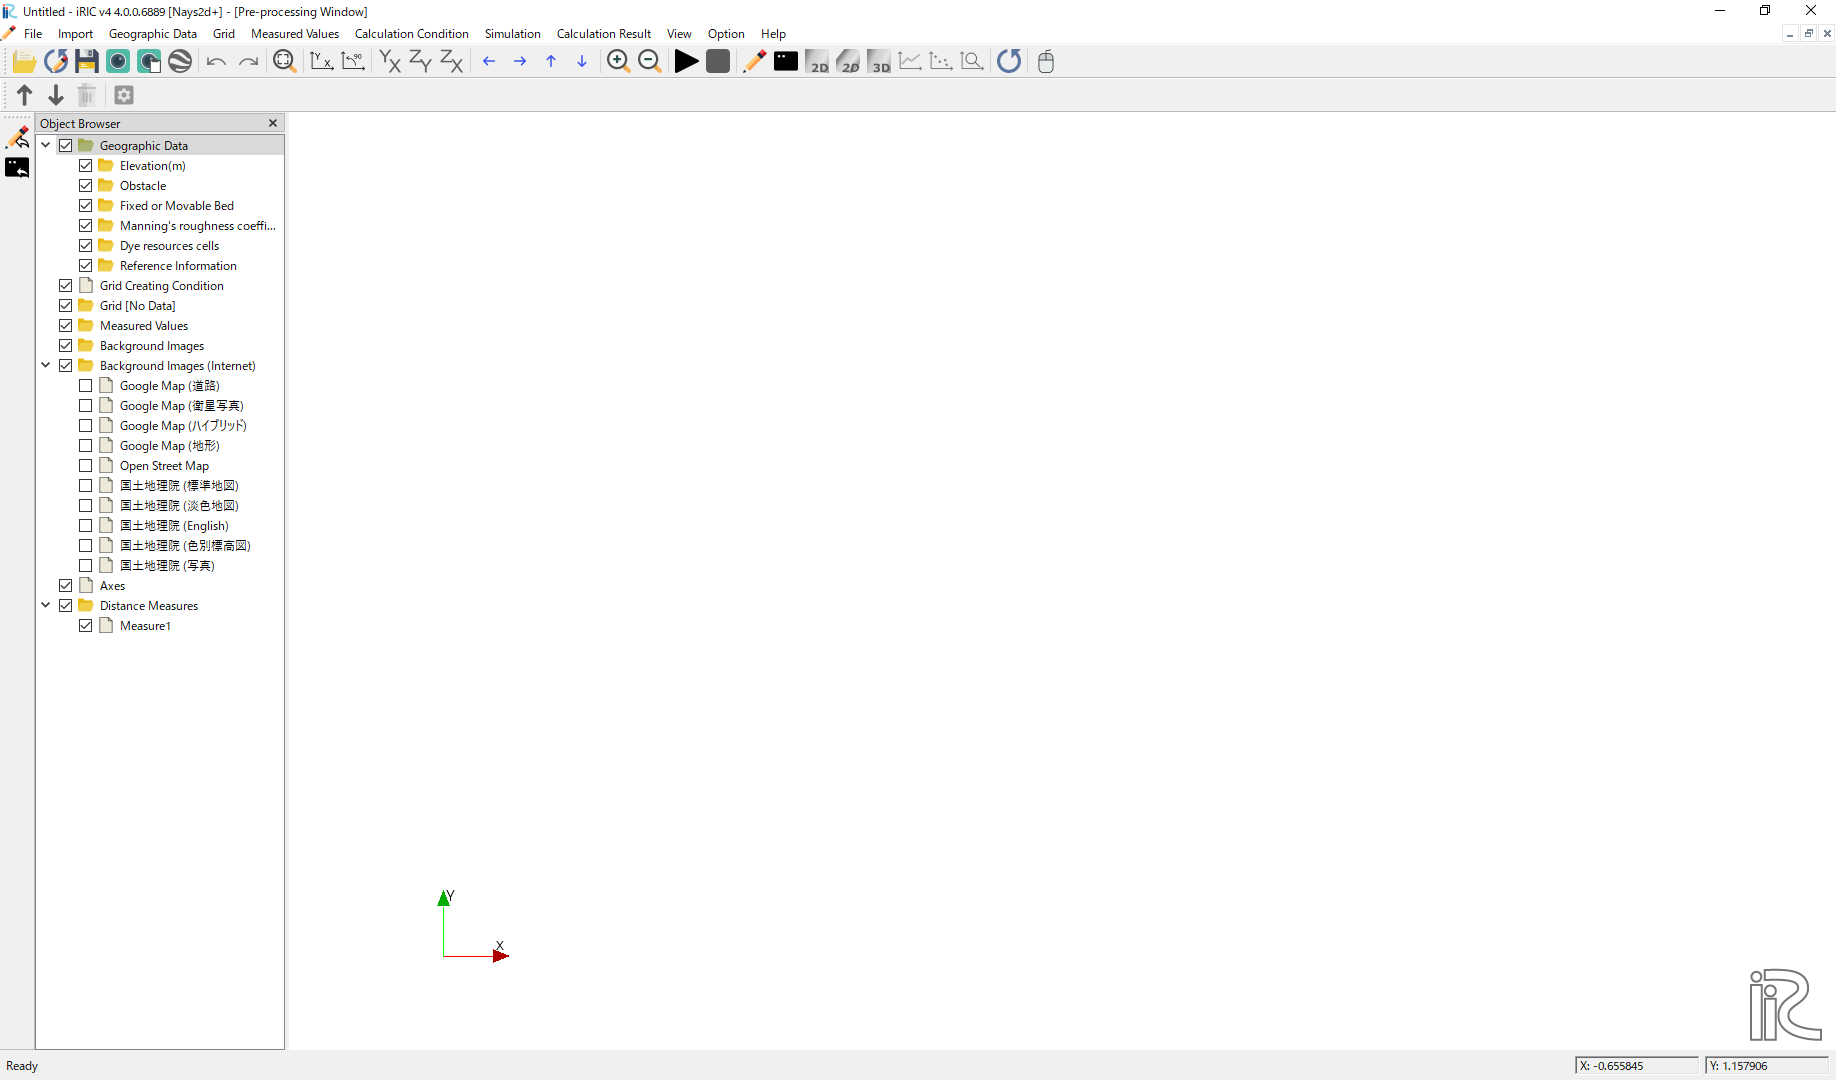 Untitled - iRIC v4 4.0.0.6889 [Nays2d+] - [Pre-processing Window]
File Import Geographic Data Grid Measured Values Calculation Condition Simulation Calculation Result View Option Help
Y X Y X 90 Y X Z Y Z X 2D 2D 3D
Object Browser
Geographic Data
Elevation(m)
Obstacle
Fixed or Movable Bed
Manning's roughness coeffi...
Dye resources cells
Reference Information
Grid Creating Condition
Grid [No Data]
Measured Values
Background Images
Background Images (Internet)
Google Map (道路)
Google Map (衛星写真)
Google Map (ハイブリッド)
Google Map (地形)
Open Street Map
国土地理院 (標準地図)
国土地理院 (淡色地図)
国土地理院 (English)
国土地理院 (色別標高図)
国土地理院 (写真)
Axes
Distance Measures
Measure1
Y
X
iRIC
Ready X: -0.655845 Y: 1.157906